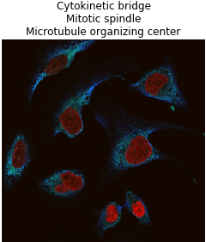 Cytokinetic bridge
Mitotic spindle
Microtubule organizing center